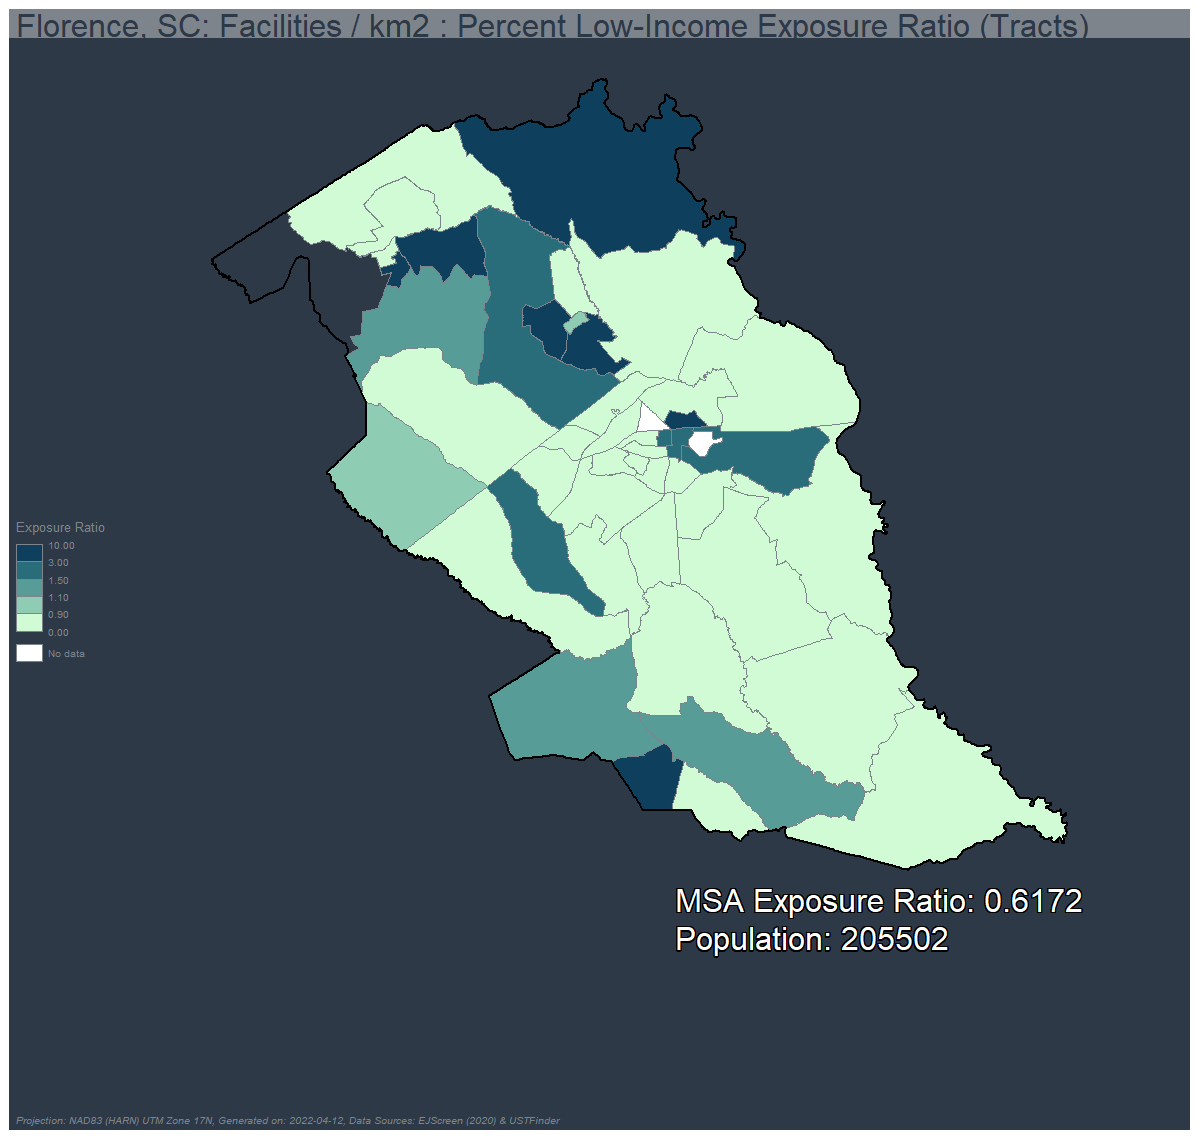 Florence, SC: Facilities / km2 : Percent Low-Income Exposure Ratio (Tracts)
Exposure Ratio
10.00
3.00
1.50
1.10
0.90
0.00
No data
MSA Exposure Ratio: 0.6172
Population: 205502
Projection: NAD83 (HARN) UTM Zone 17N, Generated on: 2022-04-12, Data Sources: EJScreen (2020) & USTFinder